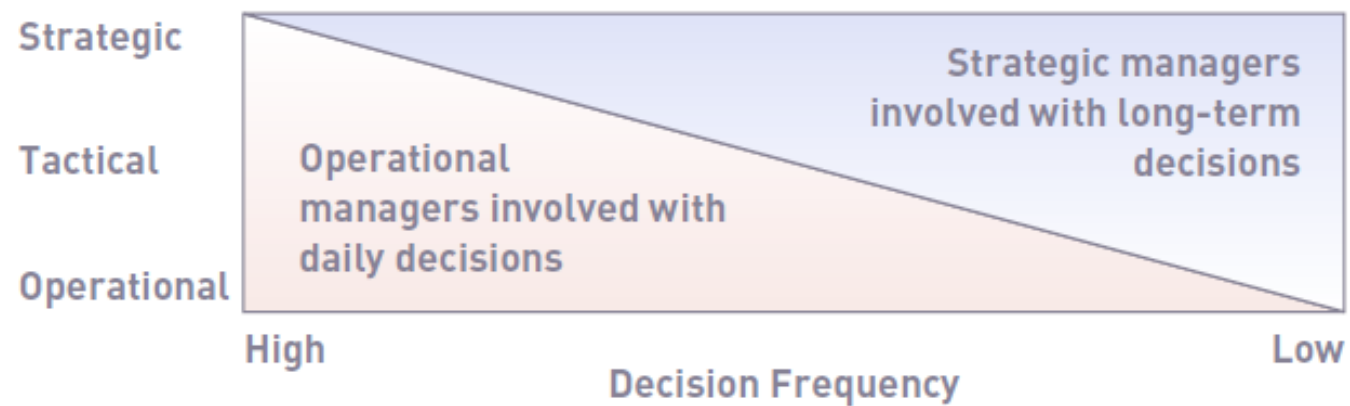 Strategic
Tactical
Operational
Strategic managers
involved with long-term
decisions
Operational
managers involved with
daily decisions
High
Low
Decision Frequency